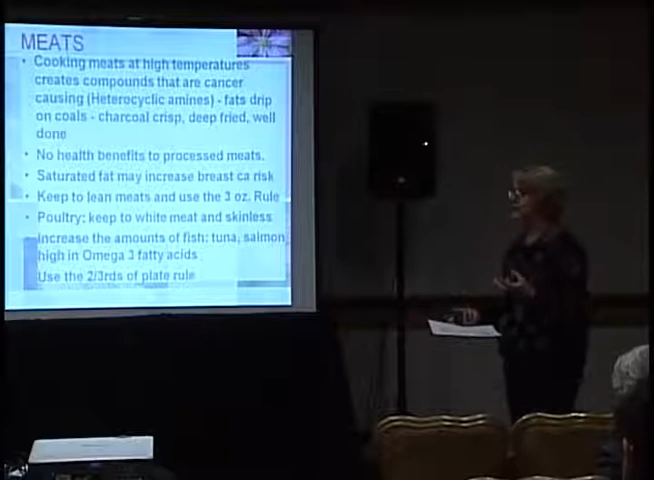 MEATS
• Cooking meats at high temperatures
creates compounds that are cancer
causing (Heterocyclic amines) - fats drip
on coals - charcoal crisp, deep fried, well
done
• No health benefits to processed meats.
• Saturated fat may increase breast ca risk
• Keep to lean meats and use the 3 oz. Rule
• Poultry: keep to white meat and skinless
Increase the amounts of fish: tuna, salmon
high in Omega 3 fatty acids
Use the 2/3rds of plate rule